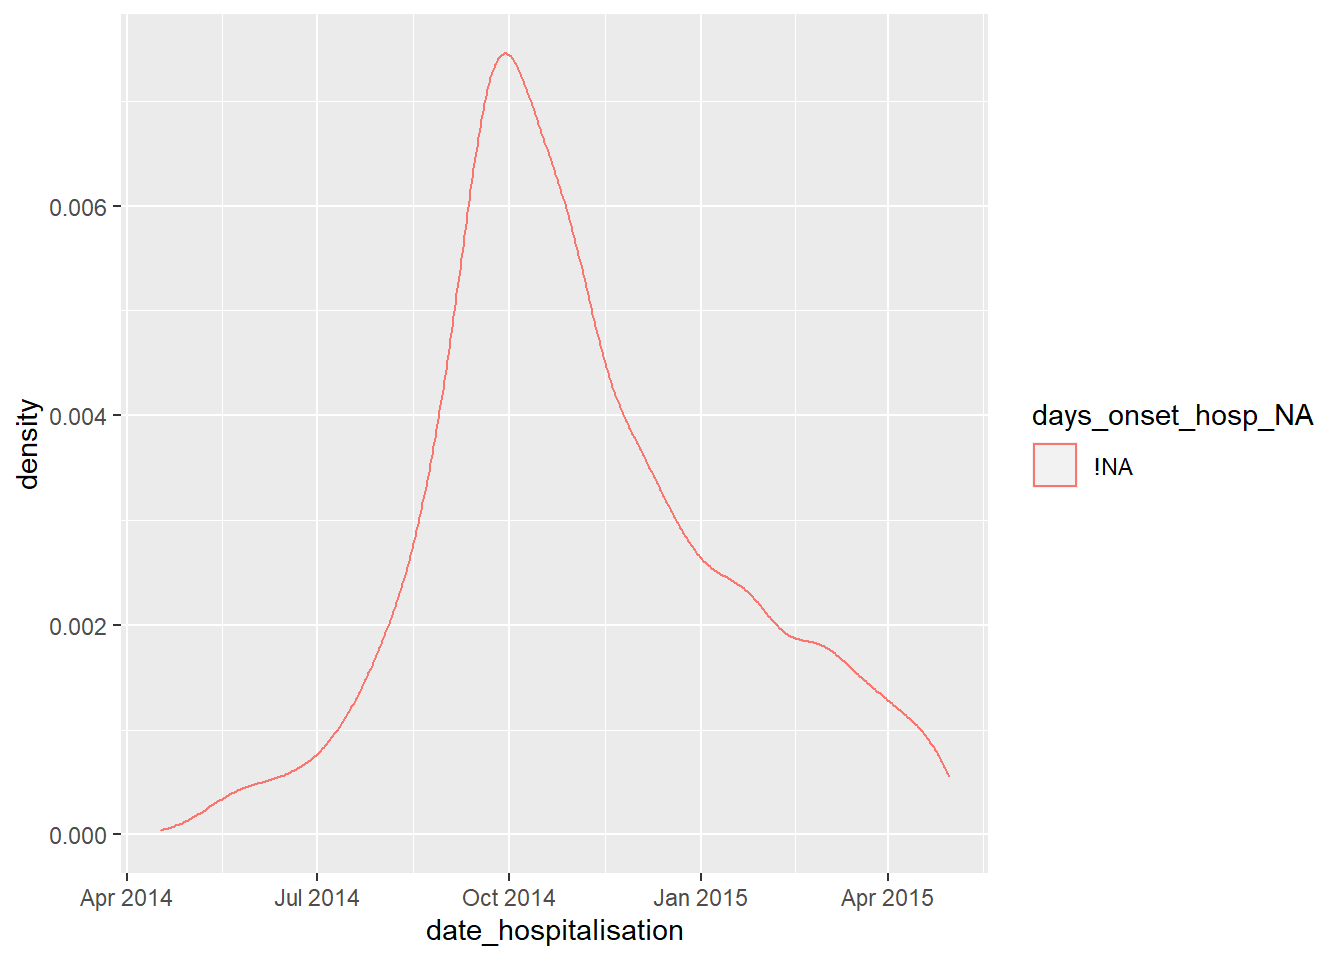 density
0.006
0.004
0.002
0.000
Apr 2014 Jul 2014 Oct 2014 Jan 2015 Apr 2015
date_hospitalisation
days_onset_hosp_NA
!NA